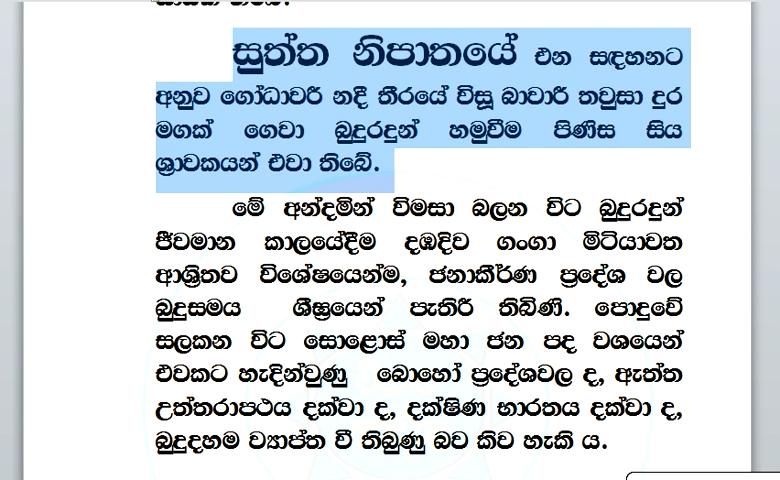 සුත්ත නිපාතයේ එන සඳහනට
අනුව ගෝධාවරී නදී තීරයේ විසූ බාවාරී තවුසා දුර
මගක් ගෙවා බුදුරදුන් හමුවීම පිණිස සිය
ශ්‍රාවකයන් එවා තිබේ.
මේ අන්දමින් විමසා බලන විට බුදුරදුන්
ජීවමාන කාලයේදීම දඹදිව ගංගා මිටියාවත
ආශ්‍රිතව විශේෂයෙන්ම, ජනාකීර්ණ ප්‍රදේශ වල
බුදුසමය ශීඝ්‍රයෙන් පැතිරී තිබිණි. පොදුවේ
සලකන විට සොළොස් මහා ජන පද වශයෙන්
එවකට හැදින්වුණු බොහෝ ප්‍රදේශවල ද, ඇත්ත
උත්තරාපථය දක්වා ද, දක්ෂිණ භාරතය දක්වා ද,
බුදුදහම ව්‍යාප්ත වී තිබුණු බව කිව හැකි ය.